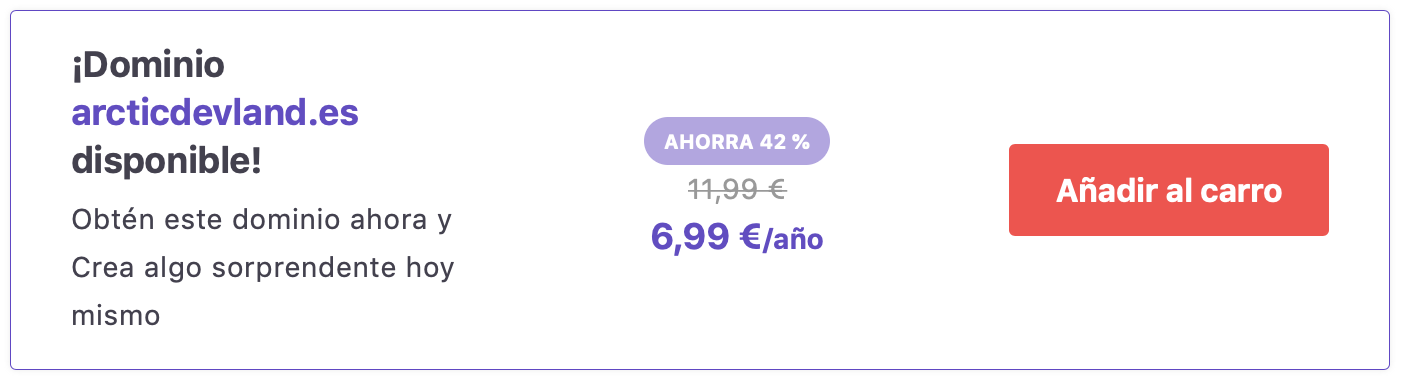 ¡Dominio
arcticdevland.es
disponible!
Obtén este dominio ahora y
Crea algo sorprendente hoy
mismo
AHORRA 42 %
11,99 €
6,99 €/año
Añadir al carro